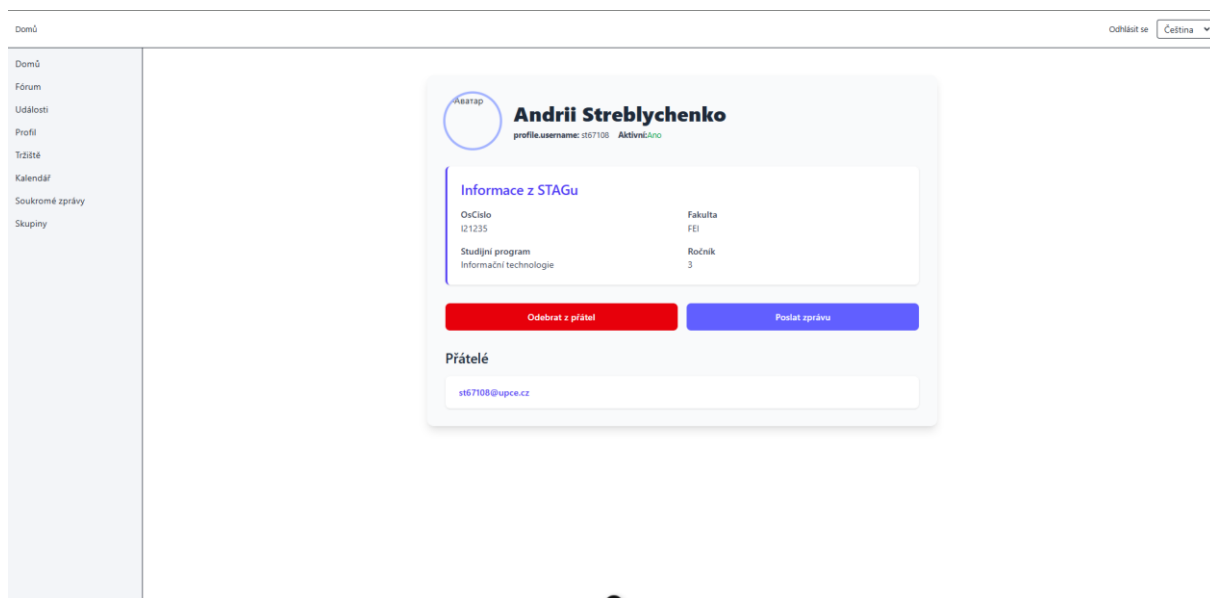 Domů
Odhlásit se
Čeština
Domů
Fórum
Události
Profil
Tržiště
Kalendář
Soukromé zprávy
Skupiny
Аватар
Andrii Streblychenko
profile.username: st67108 Aktivní:Ano
Informace z STAGu
OsCislo
I21235
Fakulta
FEI
Studijní program
Informační technologie
Ročník
3
Odebrat z přátel
Poslat zprávu
Přátelé
st67108@upce.cz